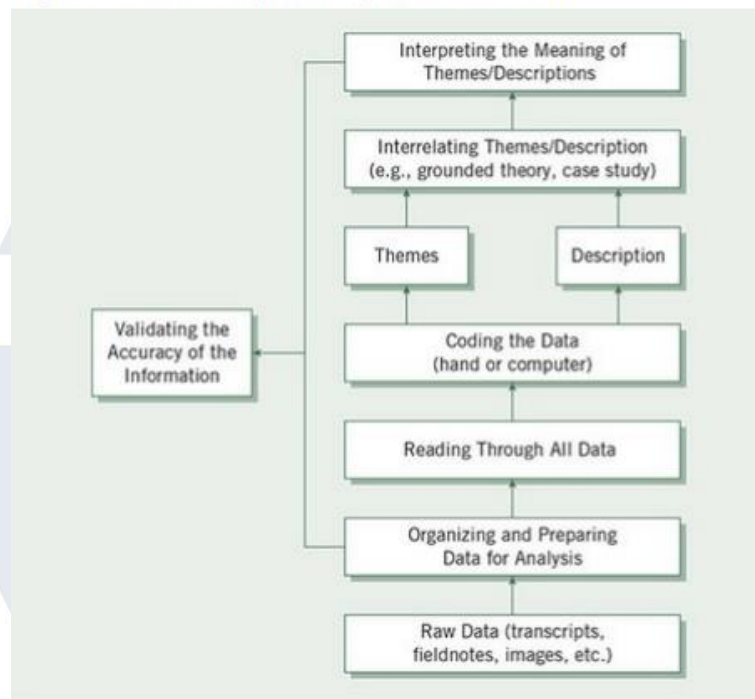 Interpreting the Meaning of
Themes/Descriptions
Interrelating Themes/Description
(e.g., grounded theory, case study)
Themes
Description
Validating the
Accuracy of the
Information
Coding the Data
(hand or computer)
Reading Through All Data
Organizing and Preparing
Data for Analysis
Raw Data (transcripts,
fieldnotes, images, etc.)